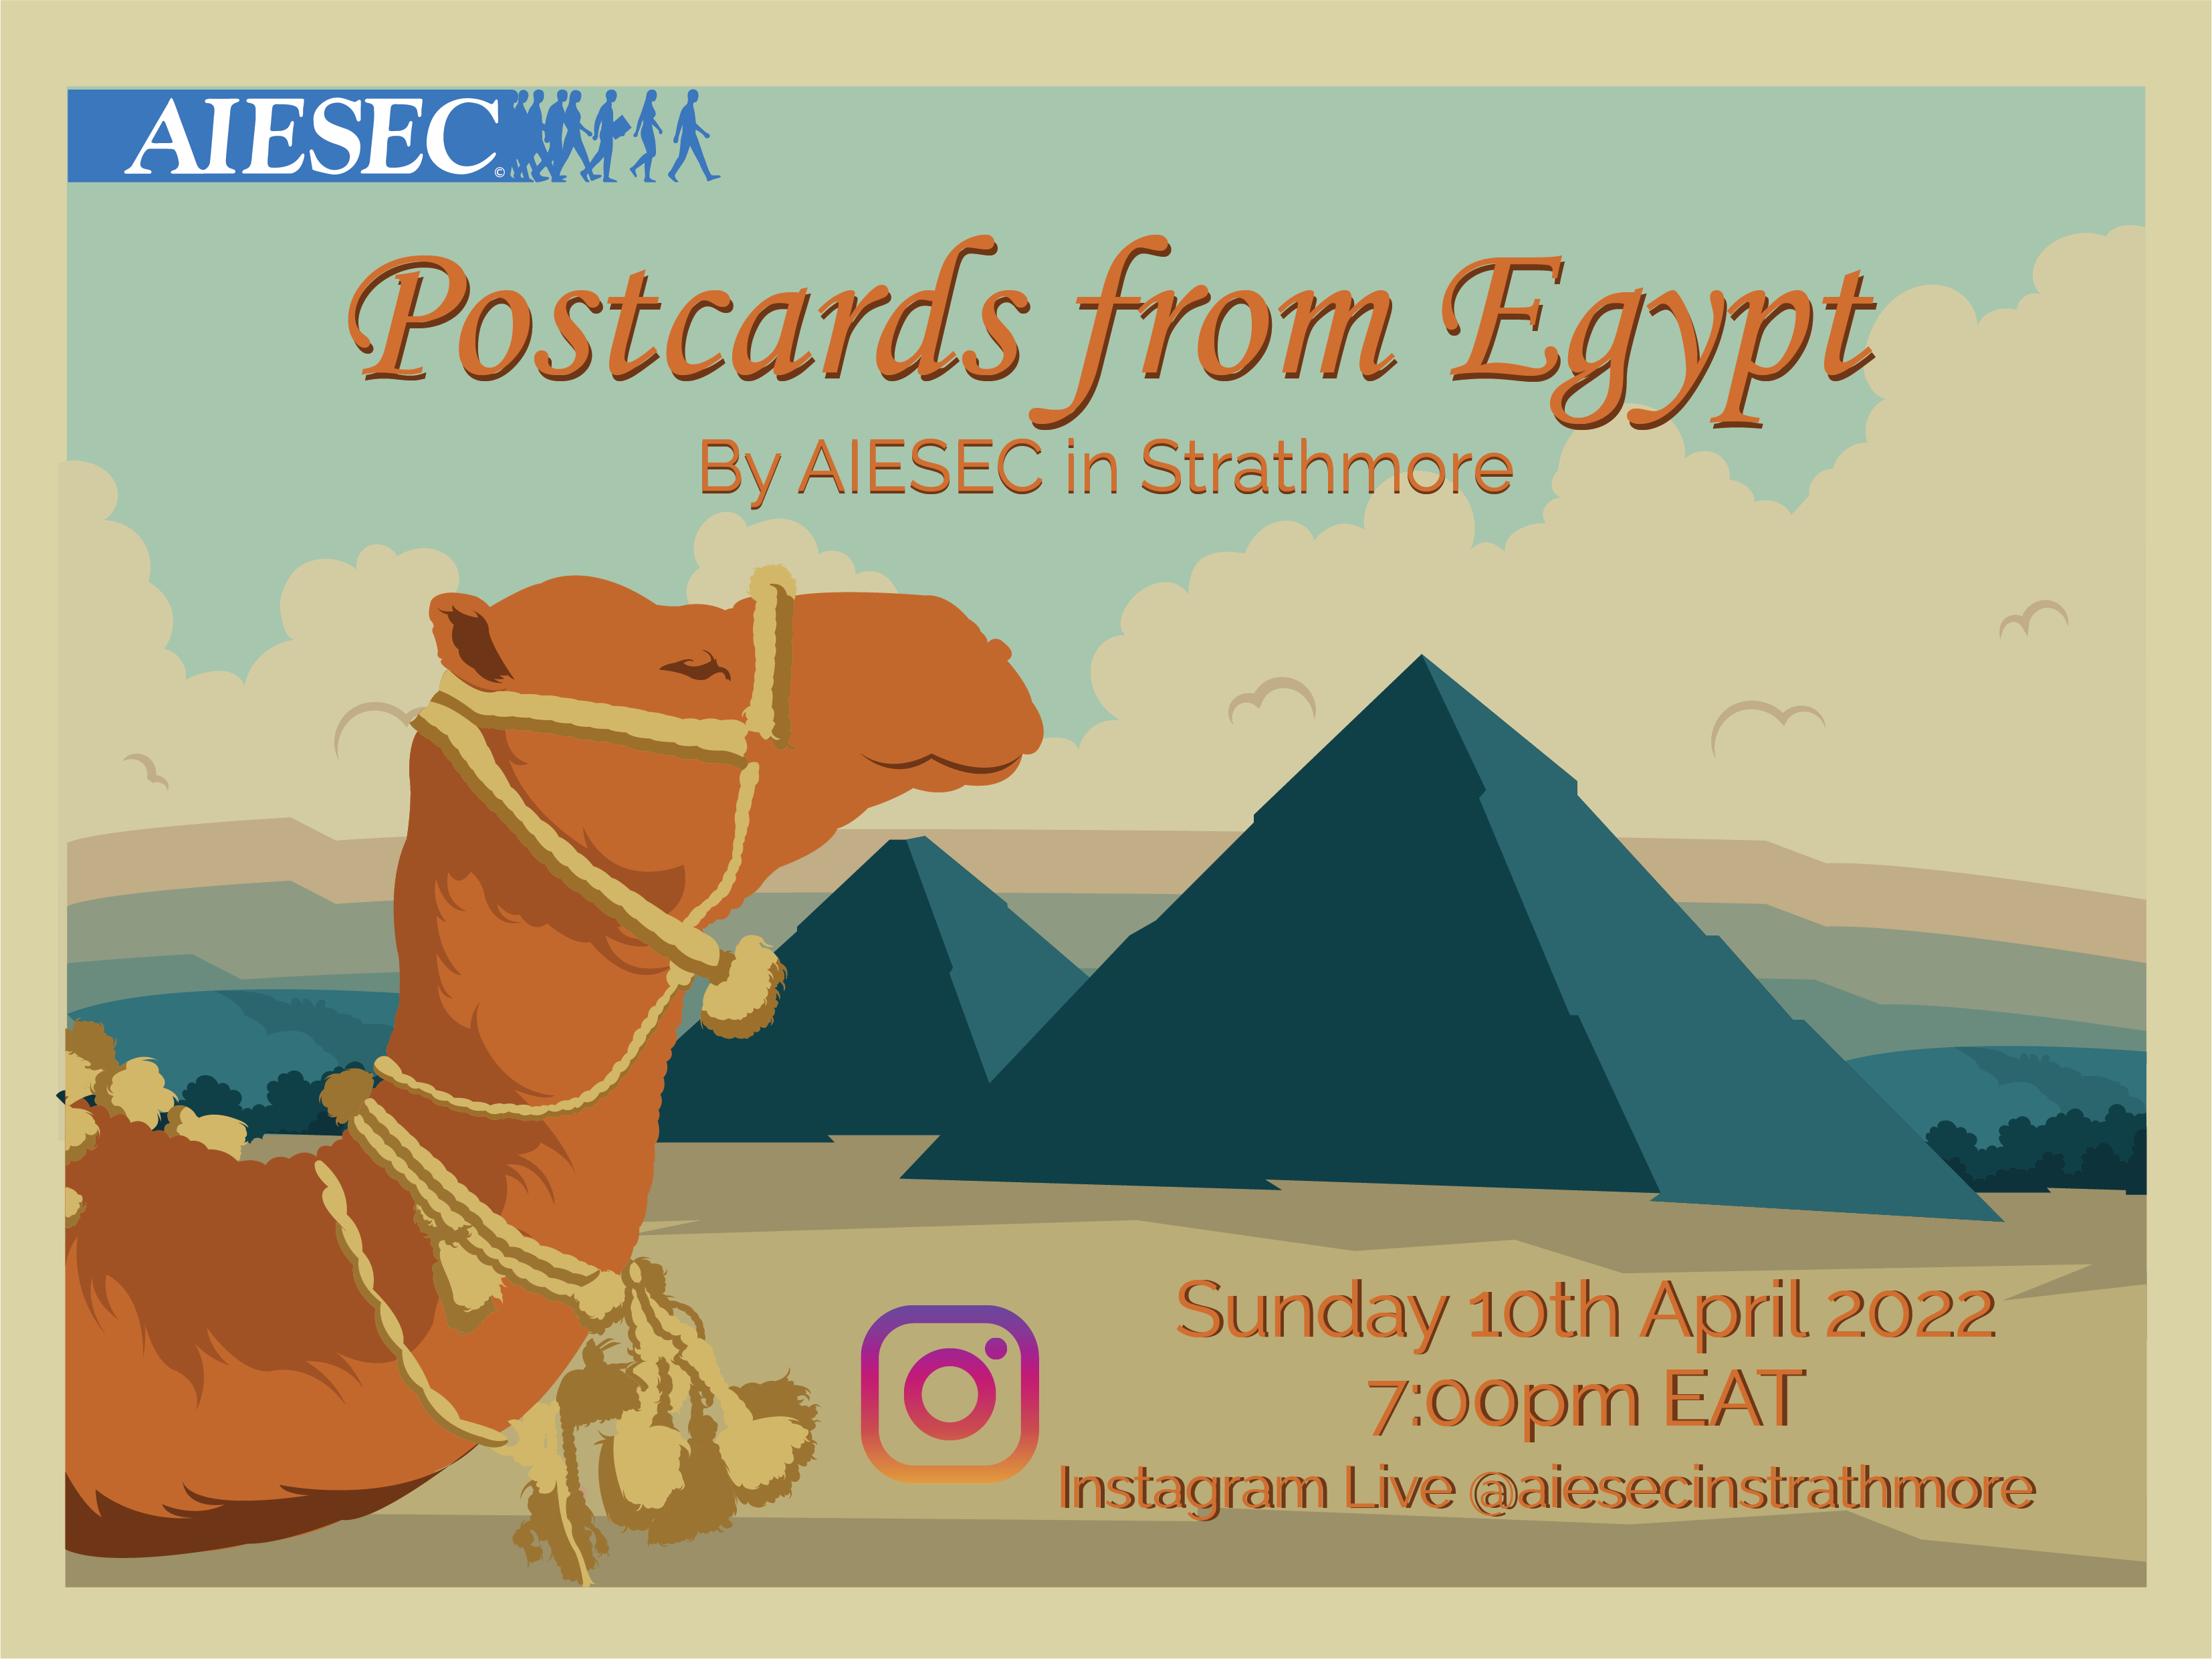 AIESEC©
Postcards from Egypt
By AIESEC in Strathmore
Sunday 10th April 2022
7:00pm EAT
Instagram Live @aiesecinstrathmore